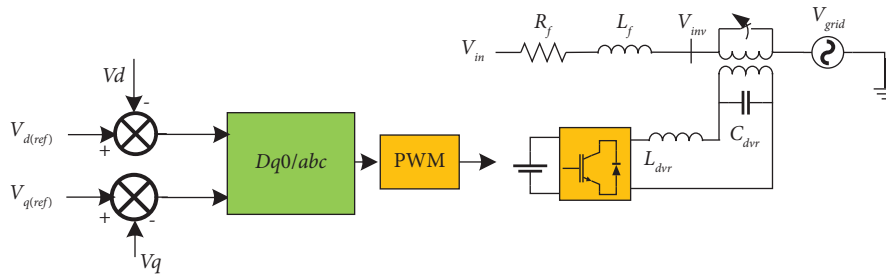 V_in
R_f
L_f
V_inv
V_grid
Vd
-
V_d(ref)
+
V_q(ref)
+
-
Vq
Dq0/abc
PWM
L_dvr
C_dvr